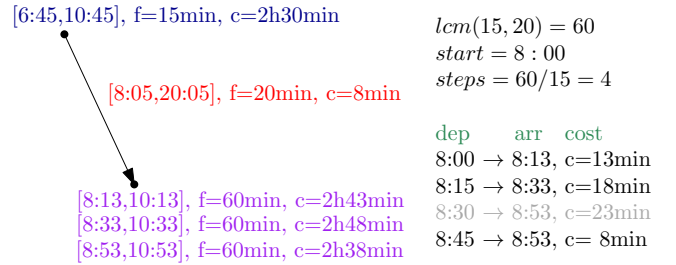 [6:45,10:45], f=15min, c=2h30min
[8:05,20:05], f=20min, c=8min
[8:13,10:13], f=60min, c=2h43min
[8:33,10:33], f=60min, c=2h48min
[8:53,10:53], f=60min, c=2h38min
lcm(15, 20) = 60
start = 8 : 00
steps = 60/15 = 4
dep arr cost
8:00 → 8:13, c=13min
8:15 → 8:33, c=18min
8:30 → 8:53, c=23min
8:45 → 8:53, c= 8min